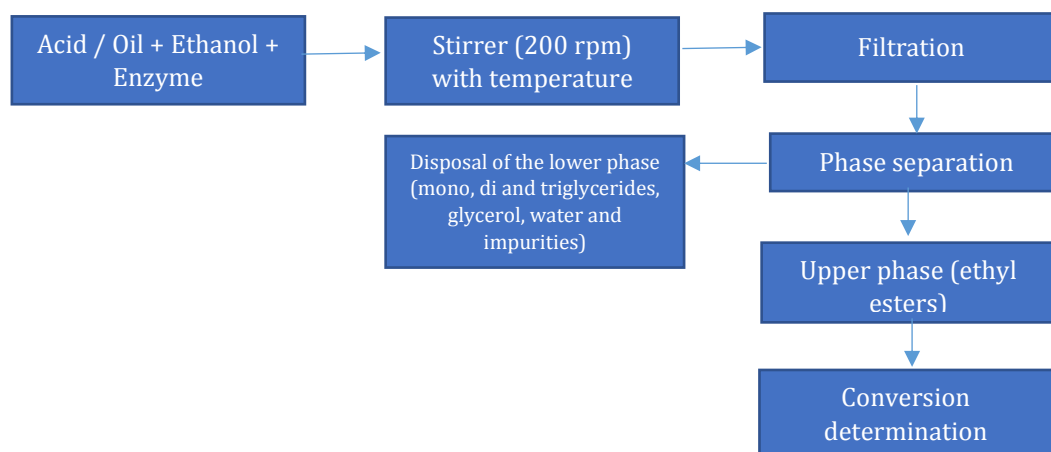 Acid / Oil + Ethanol +
Enzyme
Stirrer (200 rpm)
with temperature
Filtration
Disposal of the lower phase
(mono, di and triglycerides,
glycerol, water and
impurities)
Phase separation
Upper phase (ethyl
esters)
Conversion
determination